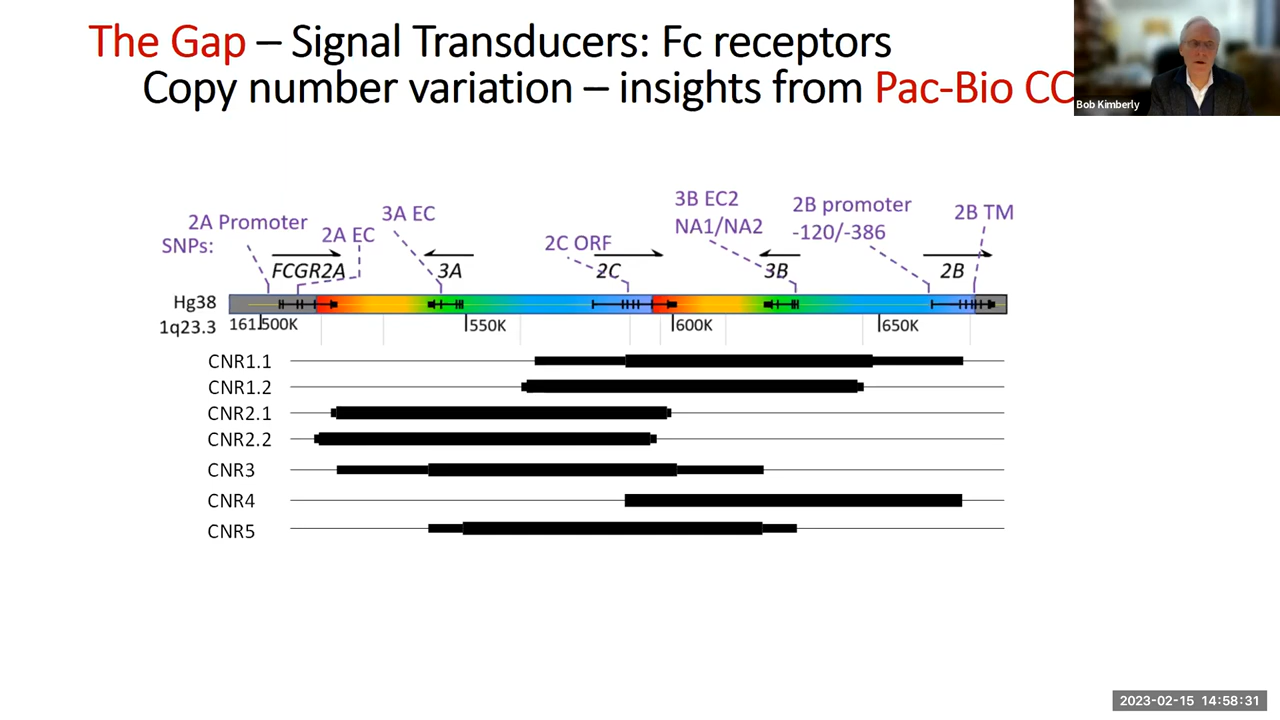 The Gap – Signal Transducers: Fc receptors
Copy number variation – insights from Pac-Bio CC
Bob Kimberly
2A Promoter
SNPs:
2A EC
3A EC
2C ORF
3B EC2
NA1/NA2
2B promoter
-120/-386
2B TM
FCGR2A
3A
2C
3B
2B
Hg38
1q23.3
161.500K
550K
600K
650K
CNR1.1
CNR1.2
CNR2.1
CNR2.2
CNR3
CNR4
CNR5
2023-02-15 14:58:31